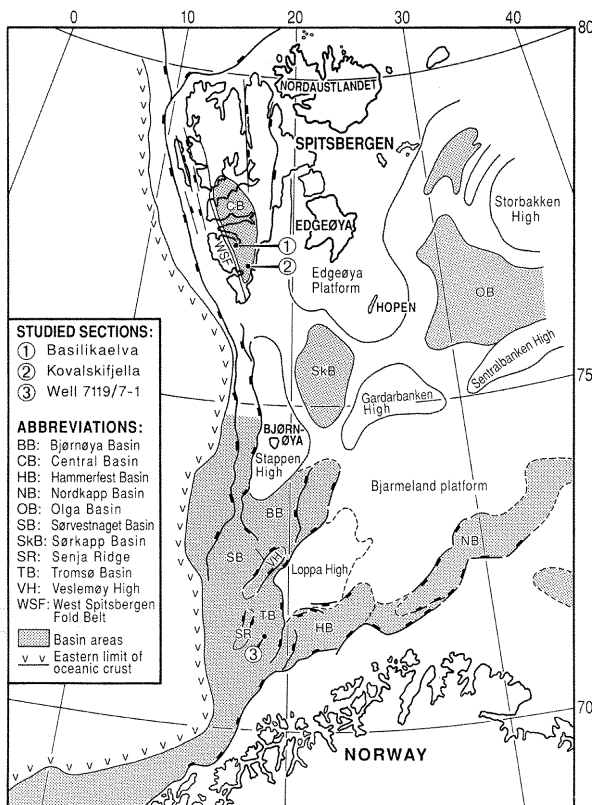 0
10
20
30
40
45
80
NORDAUSTLANDET
SPITSBERGEN
Storbakken
High
CB
EDGEØYA
1
WSF
2
Edgeøya
Platform
OB
HOPEN
STUDIED SECTIONS:
1 Basilikaelva
2 Kovalskifjella
3 Well 7119/7-1
Sentralbanken High
75
SkB
Gardarbanken
High
ABBREVIATIONS:
BB: Bjørnøya Basin
CB: Central Basin
HB: Hammerfest Basin
NB: Nordkapp Basin
OB: Olga Basin
SB: Sørvestnaget Basin
SkB: Sørkapp Basin
SR: Senja Ridge
TB: Tromsø Basin
VH: Veslemøy High
WSF: West Spitsbergen
Fold Belt
Basin areas
v v Eastern limit of
oceanic crust
BJØRN-
ØYA
Stappen
High
Bjarmeland platform
BB
NB
SB
VH
Loppa High
TB
SR
HB
3
70
NORWAY